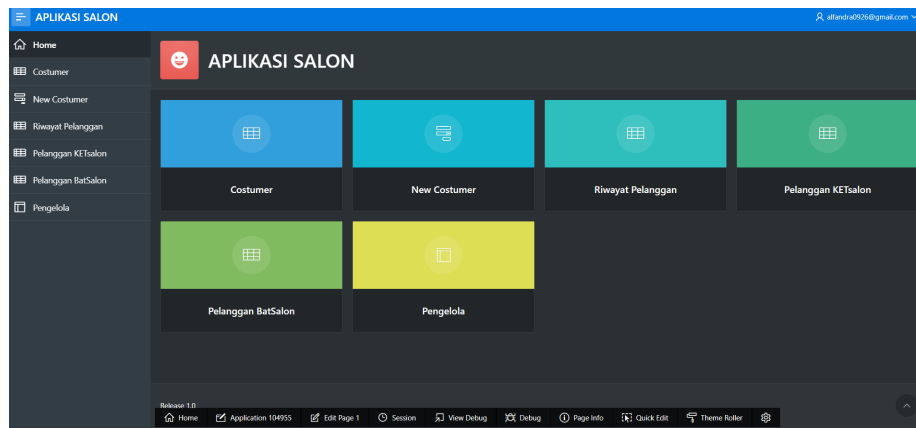 APLIKASI SALON
alfandra0926@gmail.com
Home
Costumer
New Costumer
Riwayat Pelanggan
Pelanggan KETsalon
Pelanggan BatSalon
Pengelola
APLIKASI SALON
Costumer
New Costumer
Riwayat Pelanggan
Pelanggan KETsalon
Pelanggan BatSalon
Pengelola
Release 1.0
Home Application 104955 Edit Page 1 Session View Debug Debug Page Info Quick Edit Theme Roller